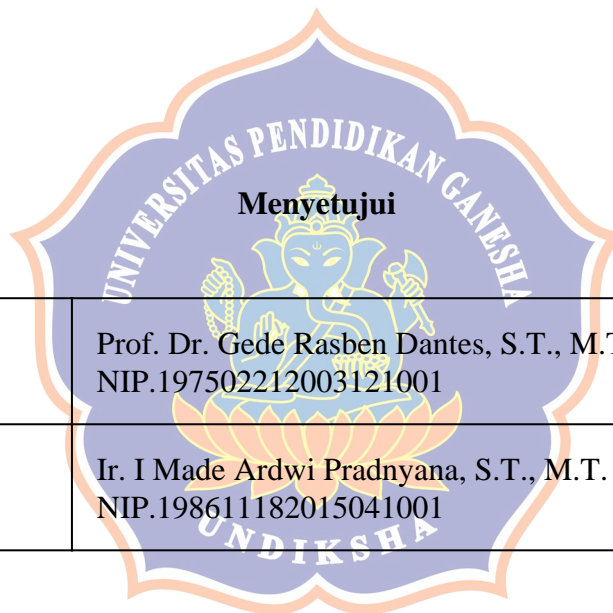 UNIVERSITAS PENDIDIKAN GANESHA
Menyetujui
Prof. Dr. Gede Rasben Dantes, S.T., M.T
NIP.197502212003121001
Ir. I Made Ardwi Pradnyana, S.T., M.T.
NIP.198611182015041001
UNDIKSHA